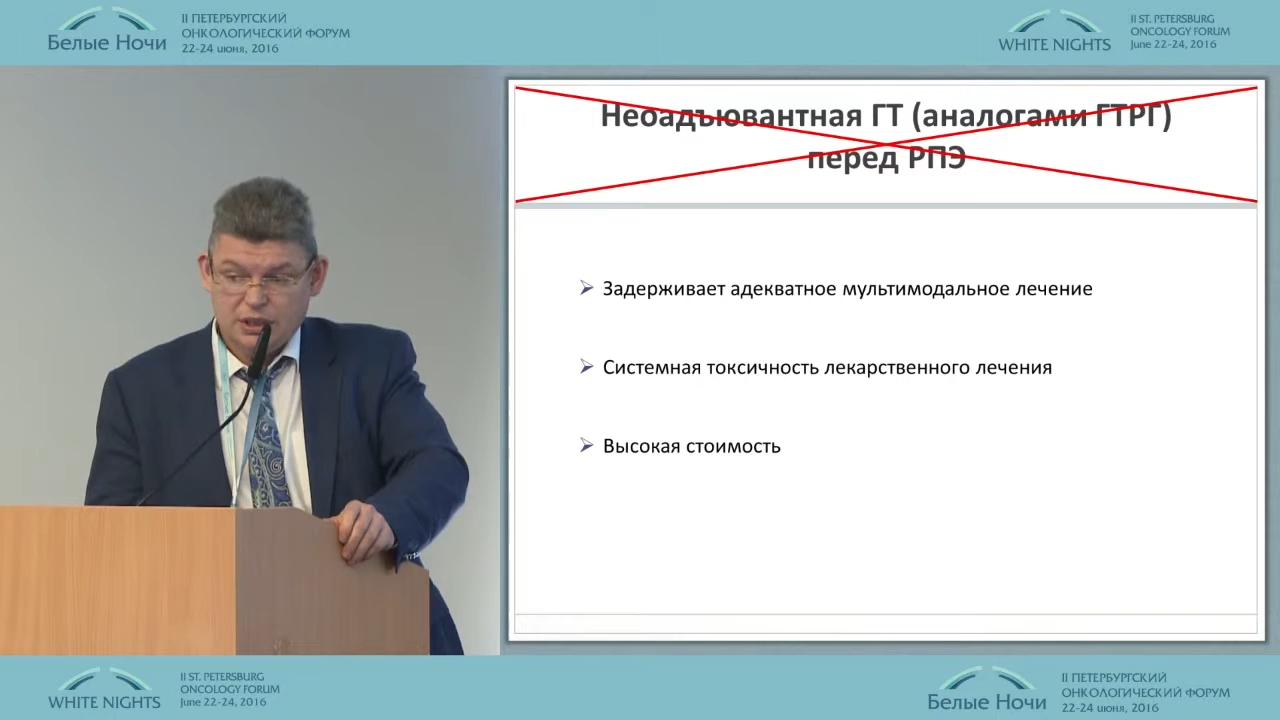 Белые Ночи
II ПЕТЕРБУРГСКИЙ
ОНКОЛОГИЧЕСКИЙ ФОРУМ
22-24 июня, 2016
WHITE NIGHTS
II ST. PETERSBURG
ONCOLOGY FORUM
June 22-24, 2016
Неоадъювантная ГТ (аналогами ГТРГ)
перед РПЭ
Задерживает адекватное мультимодальное лечение
Системная токсичность лекарственного лечения
Высокая стоимость
WHITE NIGHTS
II ST. PETERSBURG
ONCOLOGY FORUM
June 22-24, 2016
Белые Ночи
II ПЕТЕРБУРГСКИЙ
ОНКОЛОГИЧЕСКИЙ ФОРУМ
22-24 июня, 2016